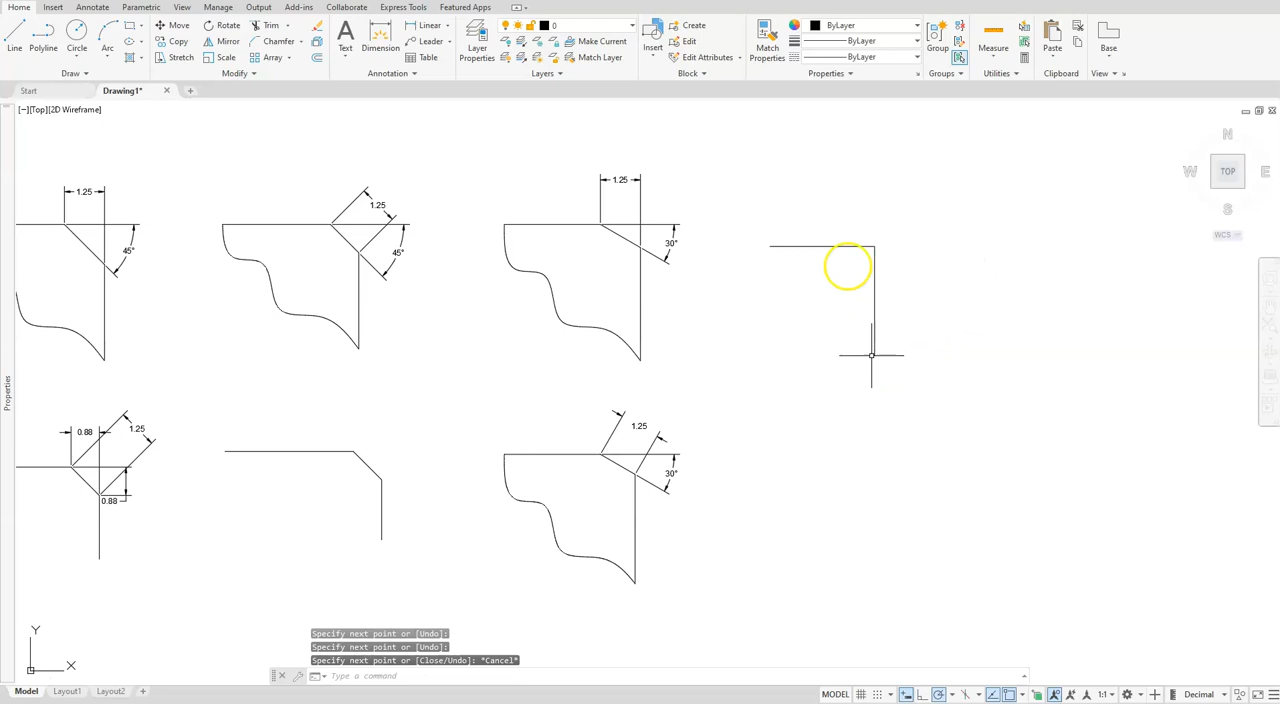 Home Insert Annotate Parametric View Manage Output Add-ins Collaborate Express Tools Featured Apps
Line Polyline Circle Arc
Move Rotate Trim
Copy Mirror Chamfer
Stretch Scale Array
Text Dimension
Linear
Leader
Table
Layer Properties
0
Make Current
Match Layer
Insert
Create
Edit
Edit Attributes
Match Properties
ByLayer
ByLayer
ByLayer
Group Measure Paste Base
Draw Modify Annotation Layers Block Properties Groups Utilities Clipboard View
Start Drawing1*
[−][Top][2D Wireframe]
N
W TOP E
S
WCS
1.25
45°
1.25
45°
1.25
30°
0.88
1.25
0.88
1.25
30°
Properties
Y
X
Specify next point or [Undo]:
Specify next point or [Undo]:
Specify next point or [Close/Undo]: *Cancel*
Type a command
Model Layout1 Layout2
MODEL 1:1 Decimal